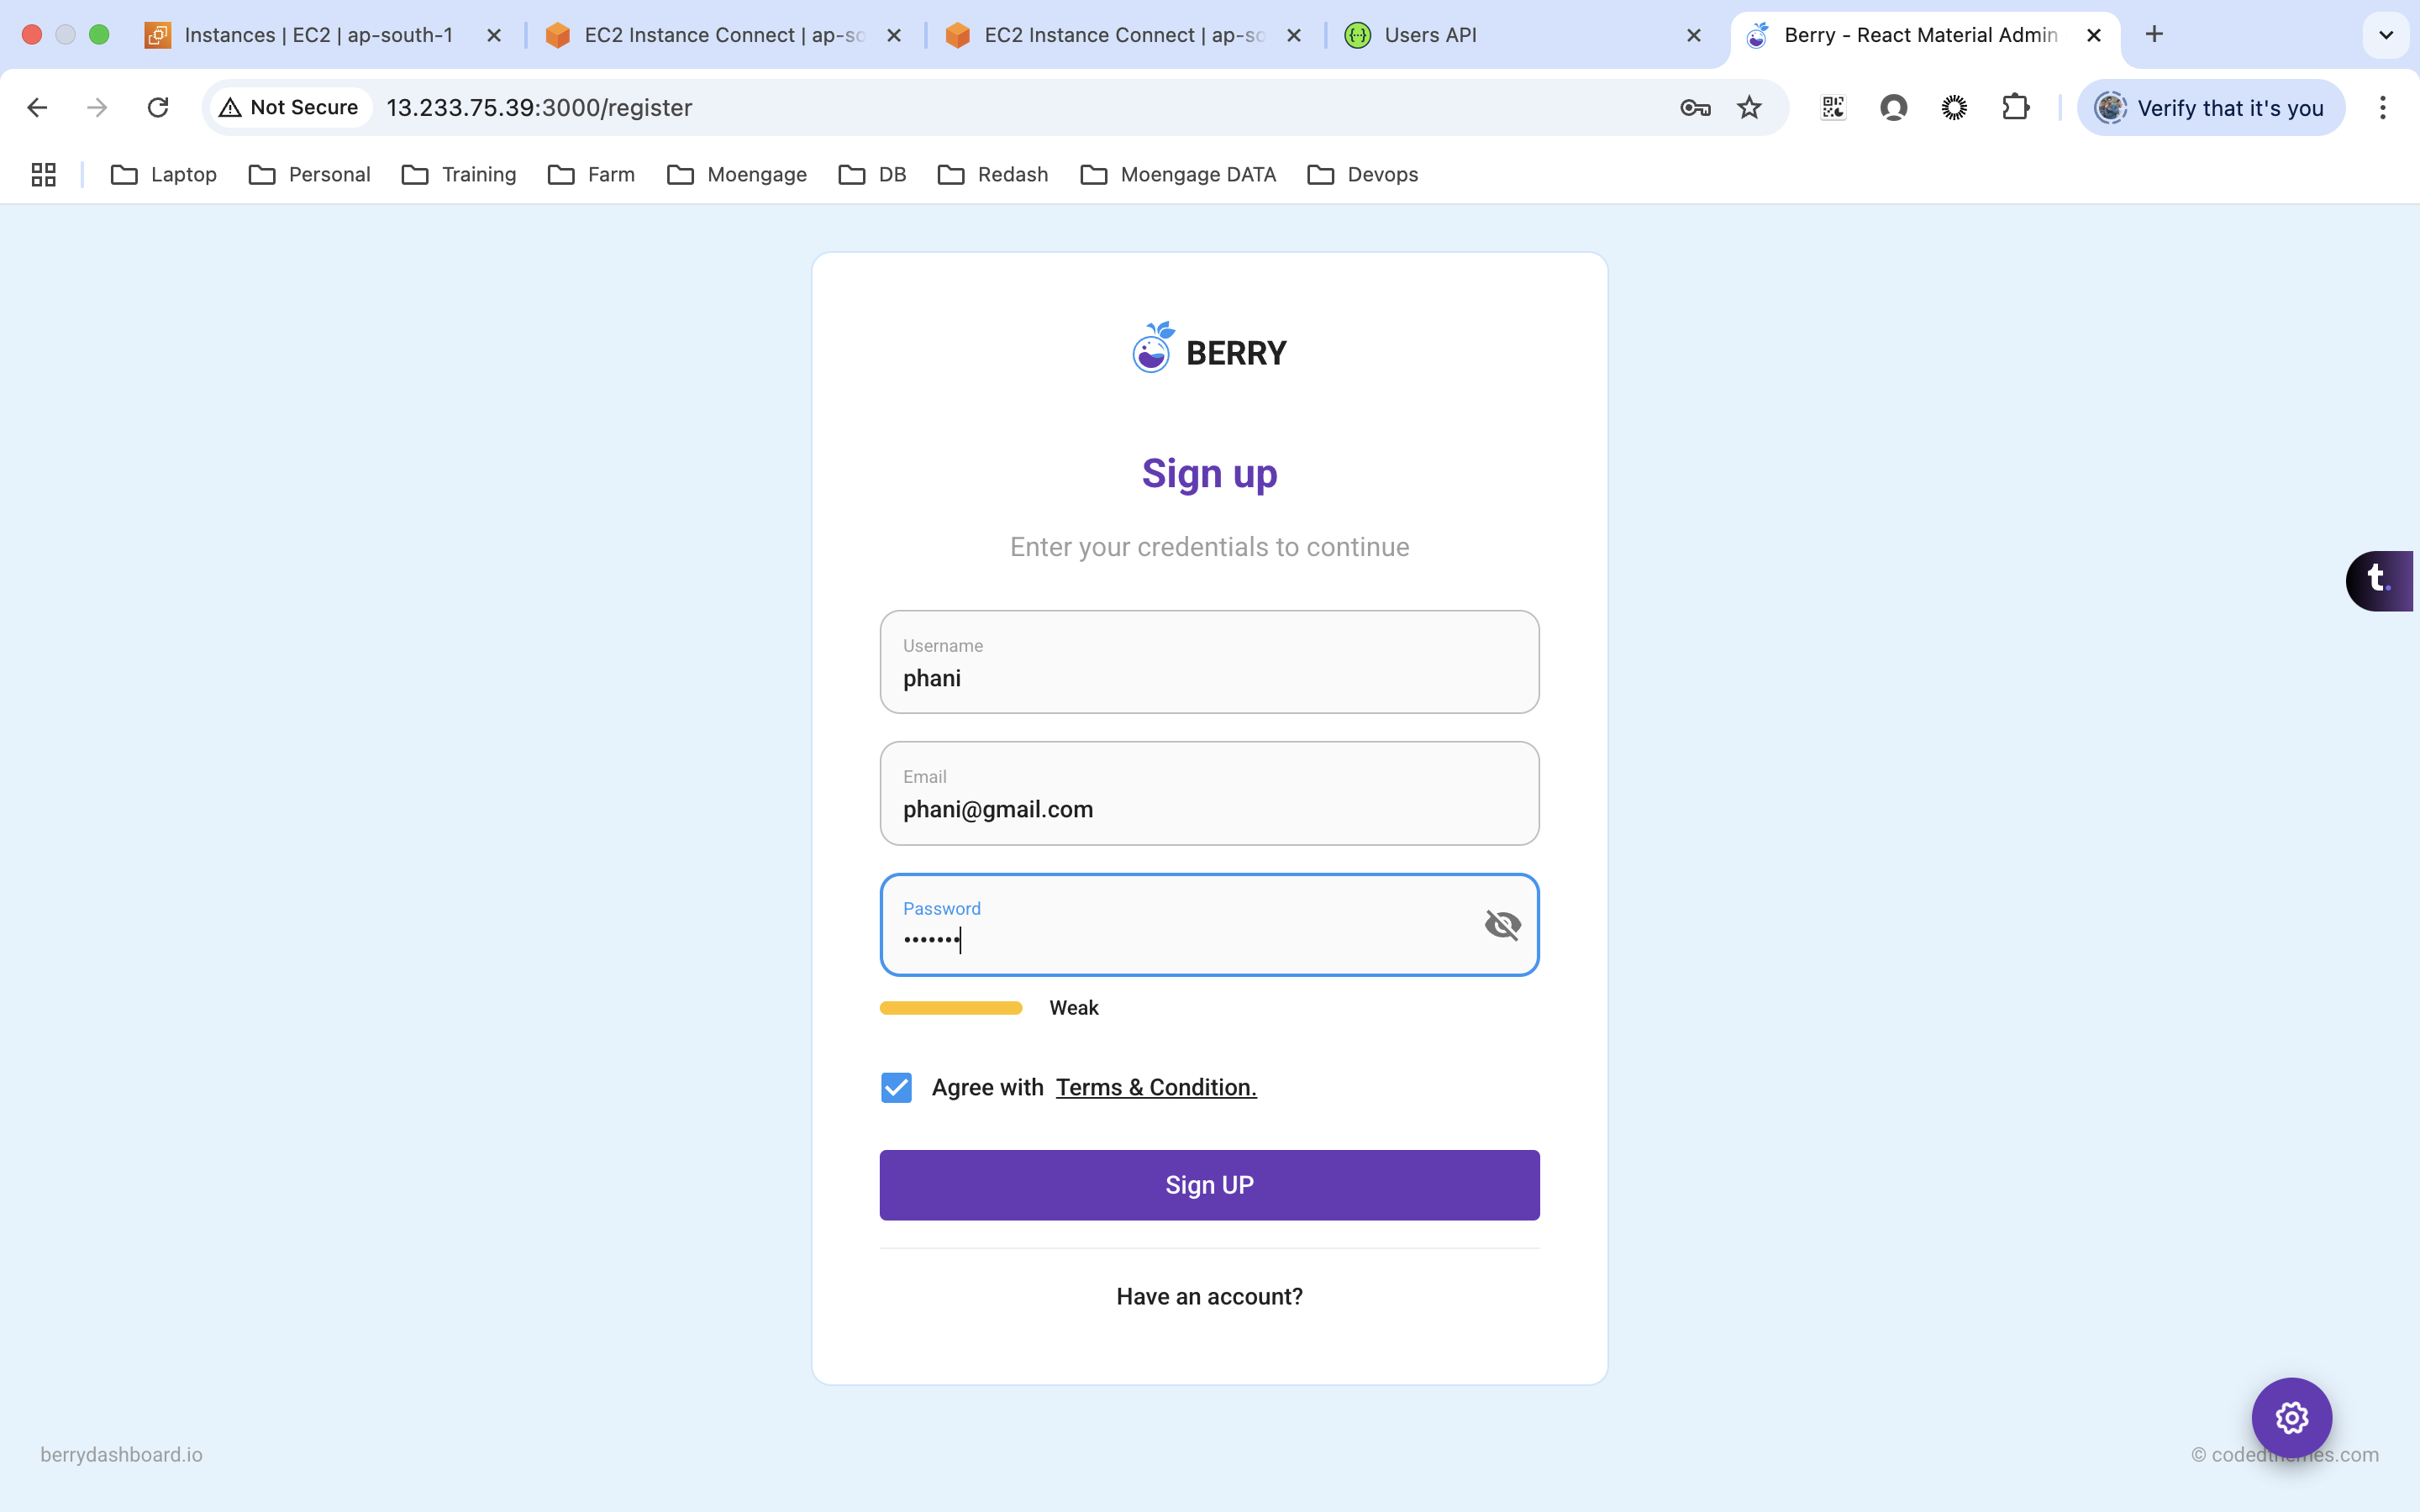 Instances | EC2 | ap-south-1
EC2 Instance Connect | ap-so
EC2 Instance Connect | ap-so
Users API
Berry - React Material Admin
Not Secure
13.233.75.39:3000/register
Verify that it's you
Laptop
Personal
Training
Farm
Moengage
DB
Redash
Moengage DATA
Devops
BERRY
Sign up
Enter your credentials to continue
t.
Username
phani
Email
phani@gmail.com
Password
•••••••
Weak
Agree with Terms & Condition.
Sign UP
Have an account?
berrydashboard.io
©